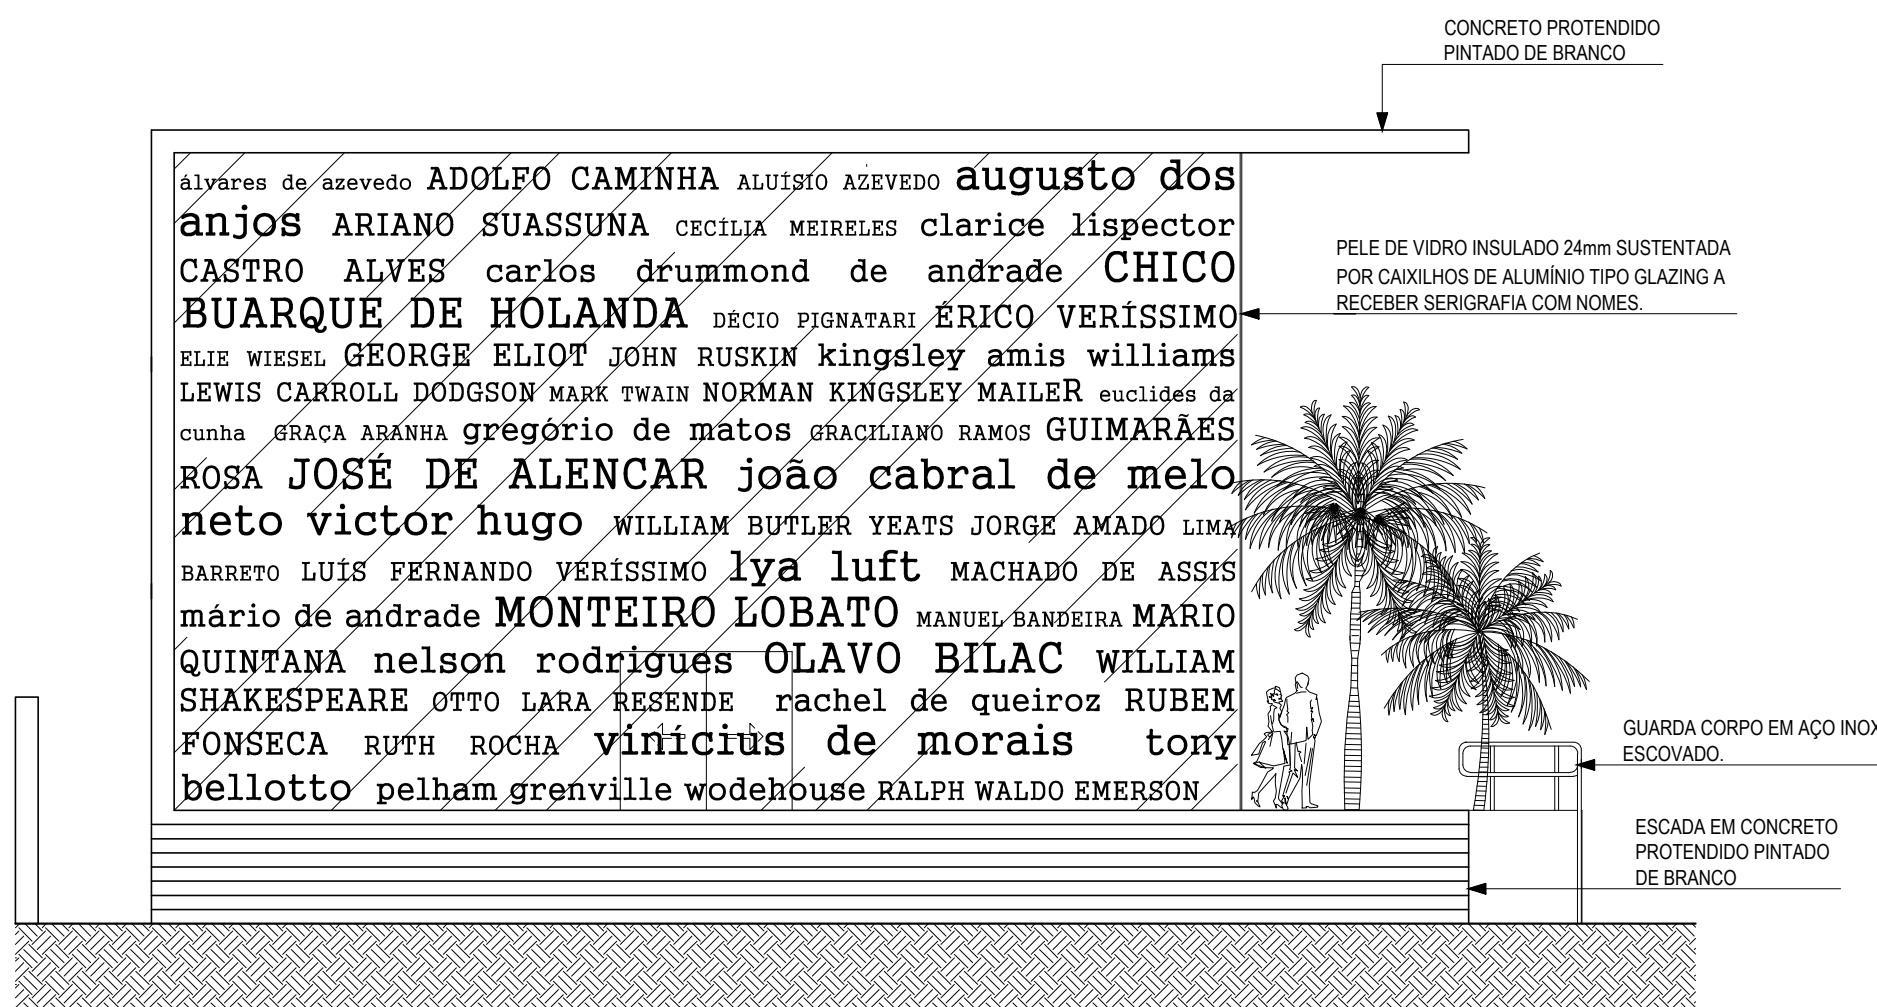 CONCRETO PROTENDIDO
PINTADO DE BRANCO
álvares de azevedo ADOLFO CAMINHA ALUÍSIO AZEVEDO augusto dos
anjos ARIANO SUASSUNA CECÍLIA MEIRELES clarice lispector
CASTRO ALVES carlos drummond de andrade CHICO
BUARQUE DE HOLANDA DÉCIO PIGNATARI ÉRICO VERÍSSIMO
ELIE WIESEL GEORGE ELIOT JOHN RUSKIN kingsley amis williams
LEWIS CARROLL DODGSON MARK TWAIN NORMAN KINGSLEY MAILER euclides da
cunha GRAÇA ARANHA gregório de matos GRACILIANO RAMOS GUIMARÃES
ROSA JOSÉ DE ALENCAR joão cabral de melo
neto victor hugo WILLIAM BUTLER YEATS JORGE AMADO LIMA
BARRETO LUÍS FERNANDO VERÍSSIMO lya luft MACHADO DE ASSIS
mário de andrade MONTEIRO LOBATO MANUEL BANDEIRA MARIO
QUINTANA nelson rodrigues OLAVO BILAC WILLIAM
SHAKESPEARE OTTO LARA RESENDE rachel de queiroz RUBEM
FONSECA RUTH ROCHA vinícius de morais tony
bellotto pelham grenville wodehouse RALPH WALDO EMERSON
PELE DE VIDRO INSULADO 24mm SUSTENTADA
POR CAIXILHOS DE ALUMÍNIO TIPO GLAZING A
RECEBER SERIGRAFIA COM NOMES.
GUARDA CORPO EM AÇO INOX
ESCOVADO.
ESCADA EM CONCRETO
PROTENDIDO PINTADO
DE BRANCO